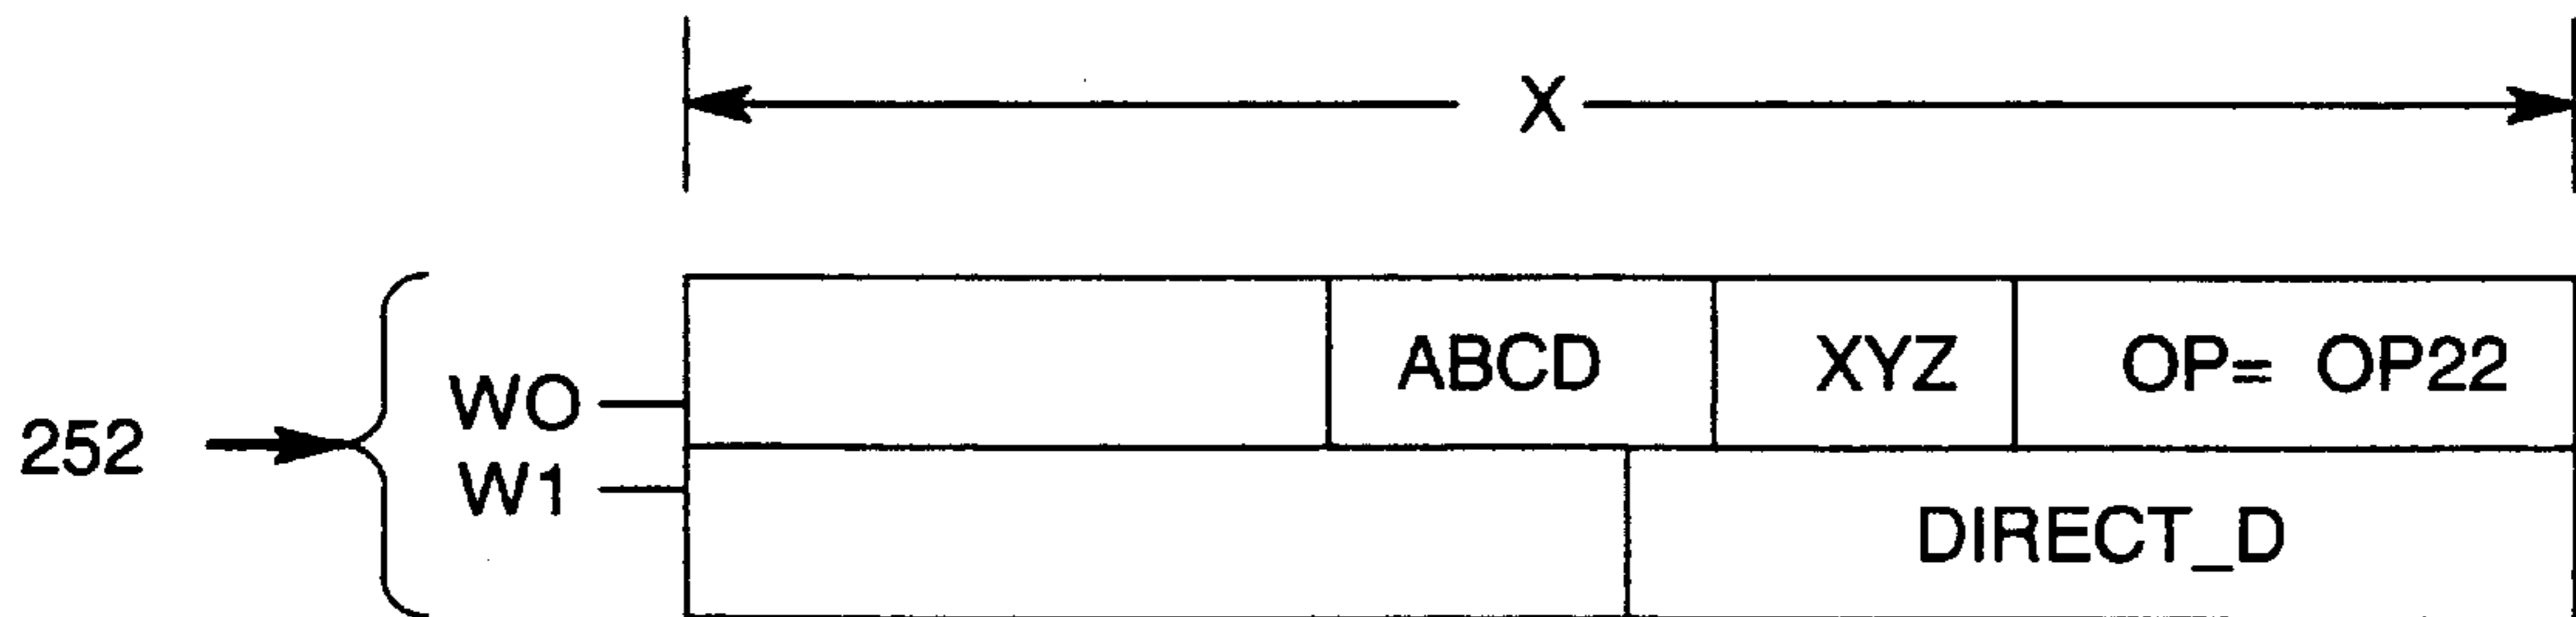 X
WO ABCD XYZ OP= OP22
252
W1 DIRECT_D